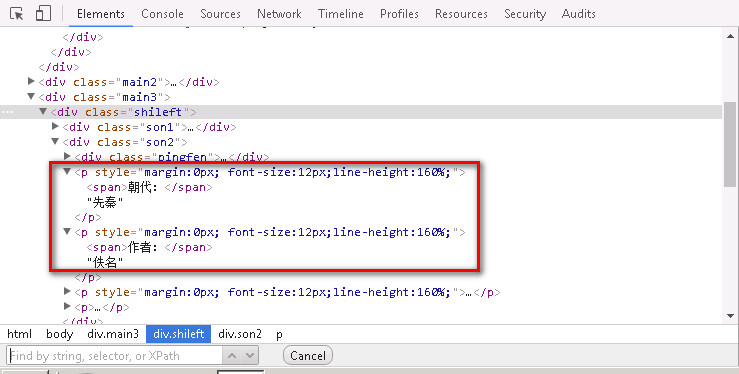 Elements Console Sources Network Timeline Profiles Resources Security Audits
</div>
</div>
</div>
<div class="main2">…</div>
<div class="main3">
<div class="shileft">
<div class="son1">…</div>
<div class="son2">
<div class="pingfen">…</div>
<p style="margin:0px; font-size:12px;line-height:160%;">
<span>朝代：</span>
"先秦"
</p>
<p style="margin:0px; font-size:12px;line-height:160%;">
<span>作者：</span>
"佚名"
</p>
<p style="margin:0px; font-size:12px;line-height:160%;">…</p>
<p>…</p>
</div>
html body div.main3 div.shileft div.son2 p
Find by string, selector, or XPath Cancel